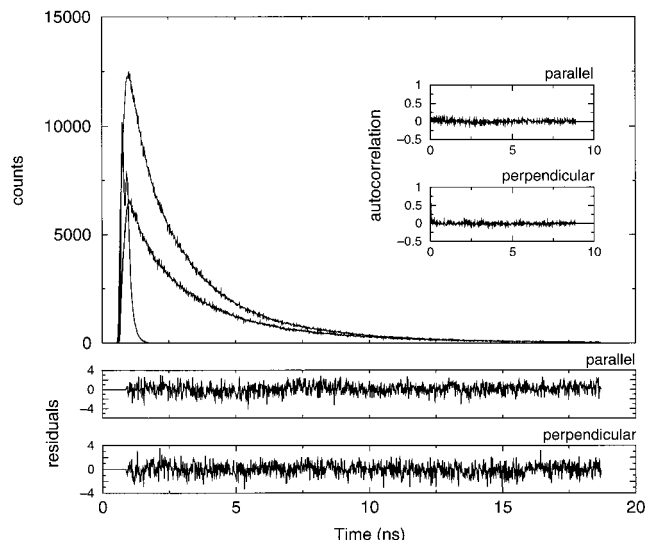 15000
12500
10000
5000
0
counts
parallel
1
0.5
0
−0.5
0 5 10
autocorrelation
perpendicular
1
0.5
0
−0.5
0 5 10
parallel
4
0
−4
residuals
perpendicular
4
0
−4
0 5 10 15 20
Time (ns)